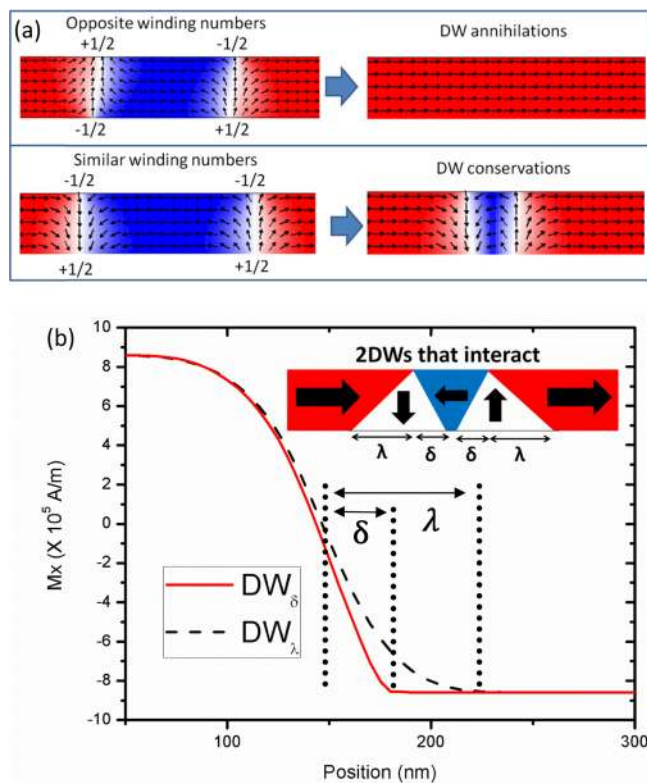 (a)
Opposite winding numbers
+1/2 -1/2
-1/2 +1/2
DW annihilations
Similar winding numbers
-1/2 -1/2
+1/2 +1/2
DW conservations
(b)
2DWs that interact
λ δ δ λ
δ λ
DWδ
DWλ
Mx (X 10⁵ A/m)
10
8
6
4
2
0
-2
-4
-6
-8
-10
100 200 300
Position (nm)